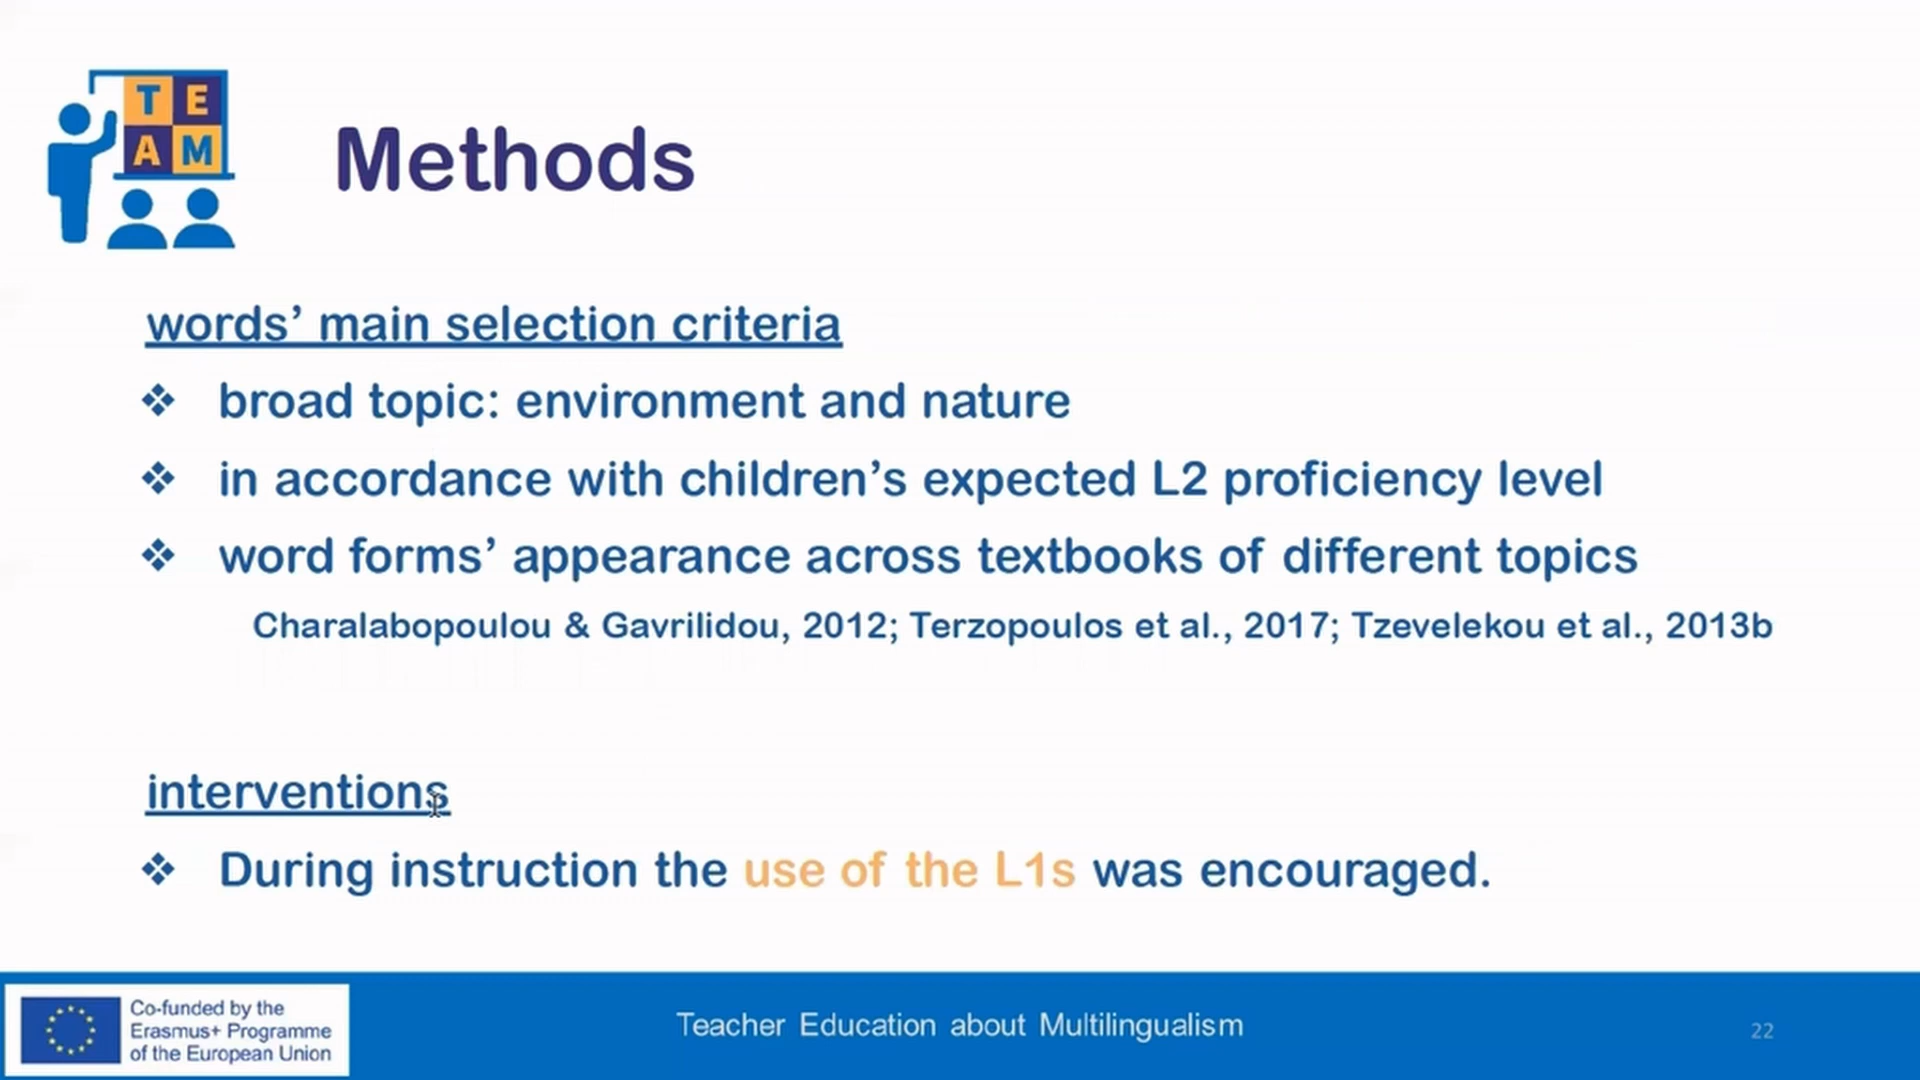 T E
A M
Methods
words’ main selection criteria
❖ broad topic: environment and nature
❖ in accordance with children’s expected L2 proficiency level
❖ word forms’ appearance across textbooks of different topics
Charalabopoulou & Gavrilidou, 2012; Terzopoulos et al., 2017; Tzevelekou et al., 2013b
interventions
❖ During instruction the use of the L1s was encouraged.
Co-funded by the
Erasmus+ Programme
of the European Union
Teacher Education about Multilingualism
22